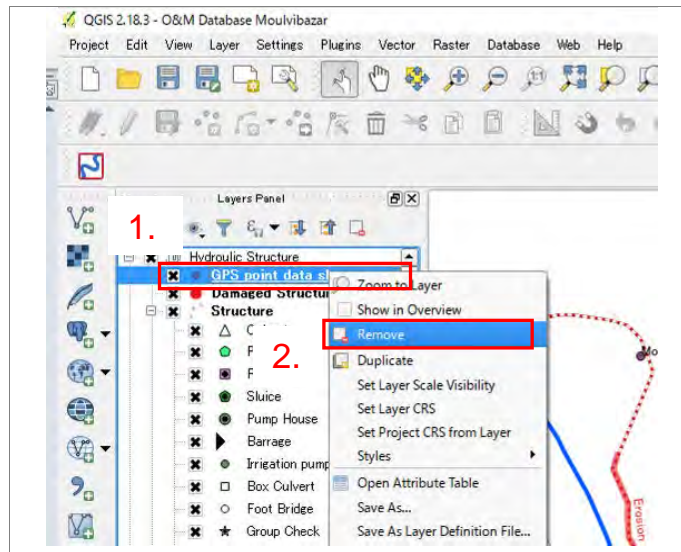 QGIS 2.18.3 - O&M Database Moulvibazar
Project Edit View Layer Settings Plugins Vector Raster Database Web Help
Layers Panel
1.
Hydroulic Structure
GPS point data
Damaged
Structure
Sluice
Pump House
Barrage
Irrigation pump
Box Culvert
Foot Bridge
Group Check
2.
Zoom to Layer
Show in Overview
Remove
Duplicate
Set Layer Scale Visibility
Set Layer CRS
Set Project CRS from Layer
Styles
Open Attribute Table
Save As...
Save As Layer Definition File...
Mo
Erosion